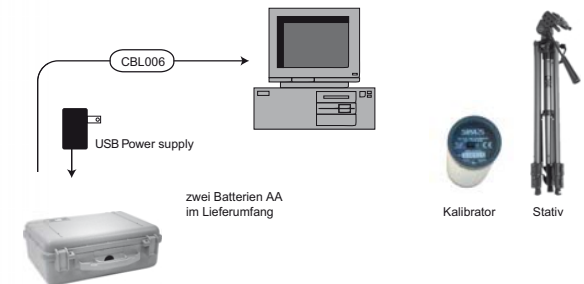 CBL006
USB Power supply
zwei Batterien AA
im Lieferumfang
Kalibrator
Stativ